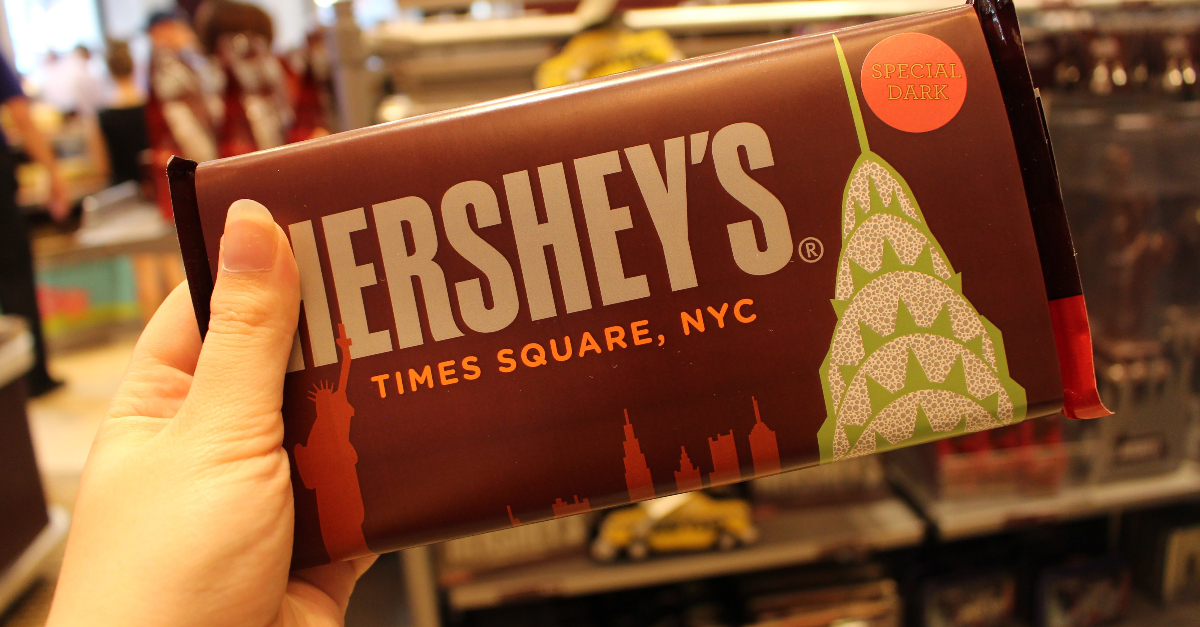 SPECIAL
DARK
HERSHEY'S®
TIMES SQUARE, NYC